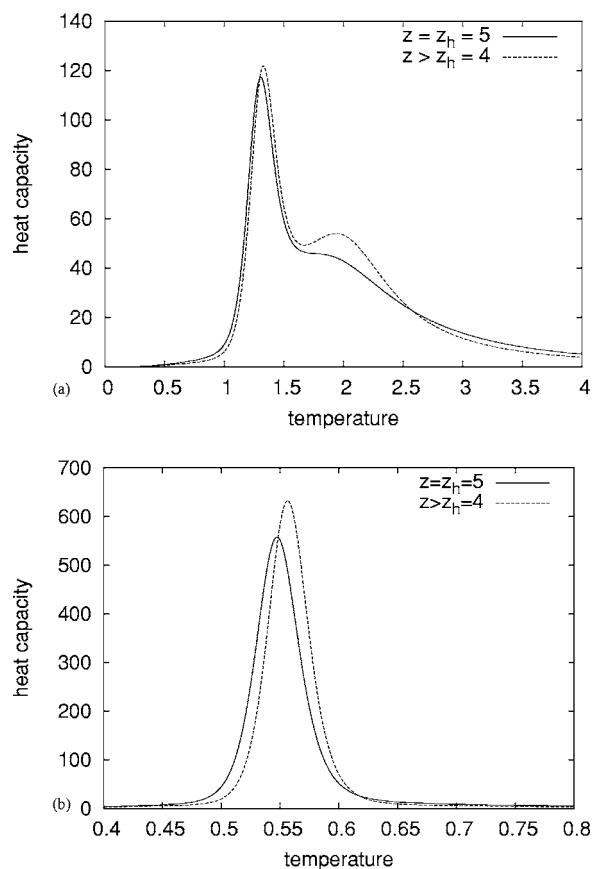 140
120
100
80
60
40
20
0
heat capacity
z = z_h = 5
z > z_h = 4
(a)
0 0.5 1 1.5 2 2.5 3 3.5 4
temperature
700
600
500
400
300
200
100
0
heat capacity
z=z_h=5
z>z_h=4
(b)
0.4 0.45 0.5 0.55 0.6 0.65 0.7 0.75 0.8
temperature